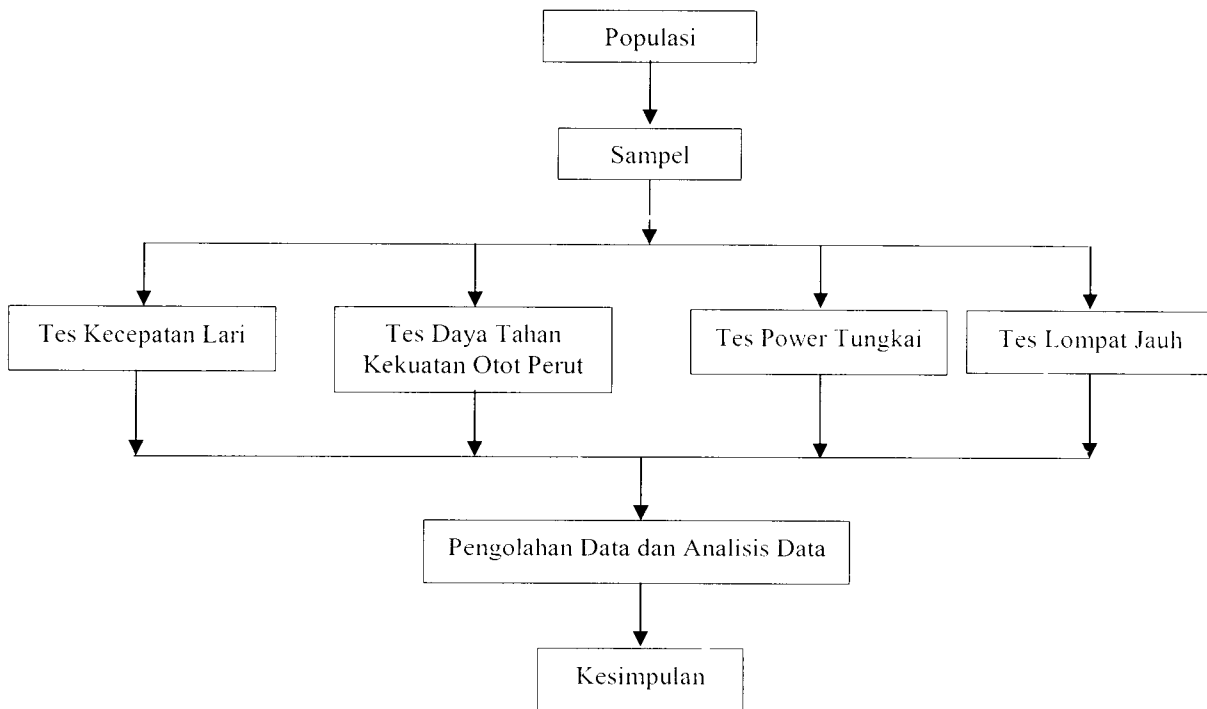 Populasi
Sampel
Tes Kecepatan Lari
Tes Daya Tahan
Kekuatan Otot Perut
Tes Power Tungkai
Tes Lompat Jauh
Pengolahan Data dan Analisis Data
Kesimpulan